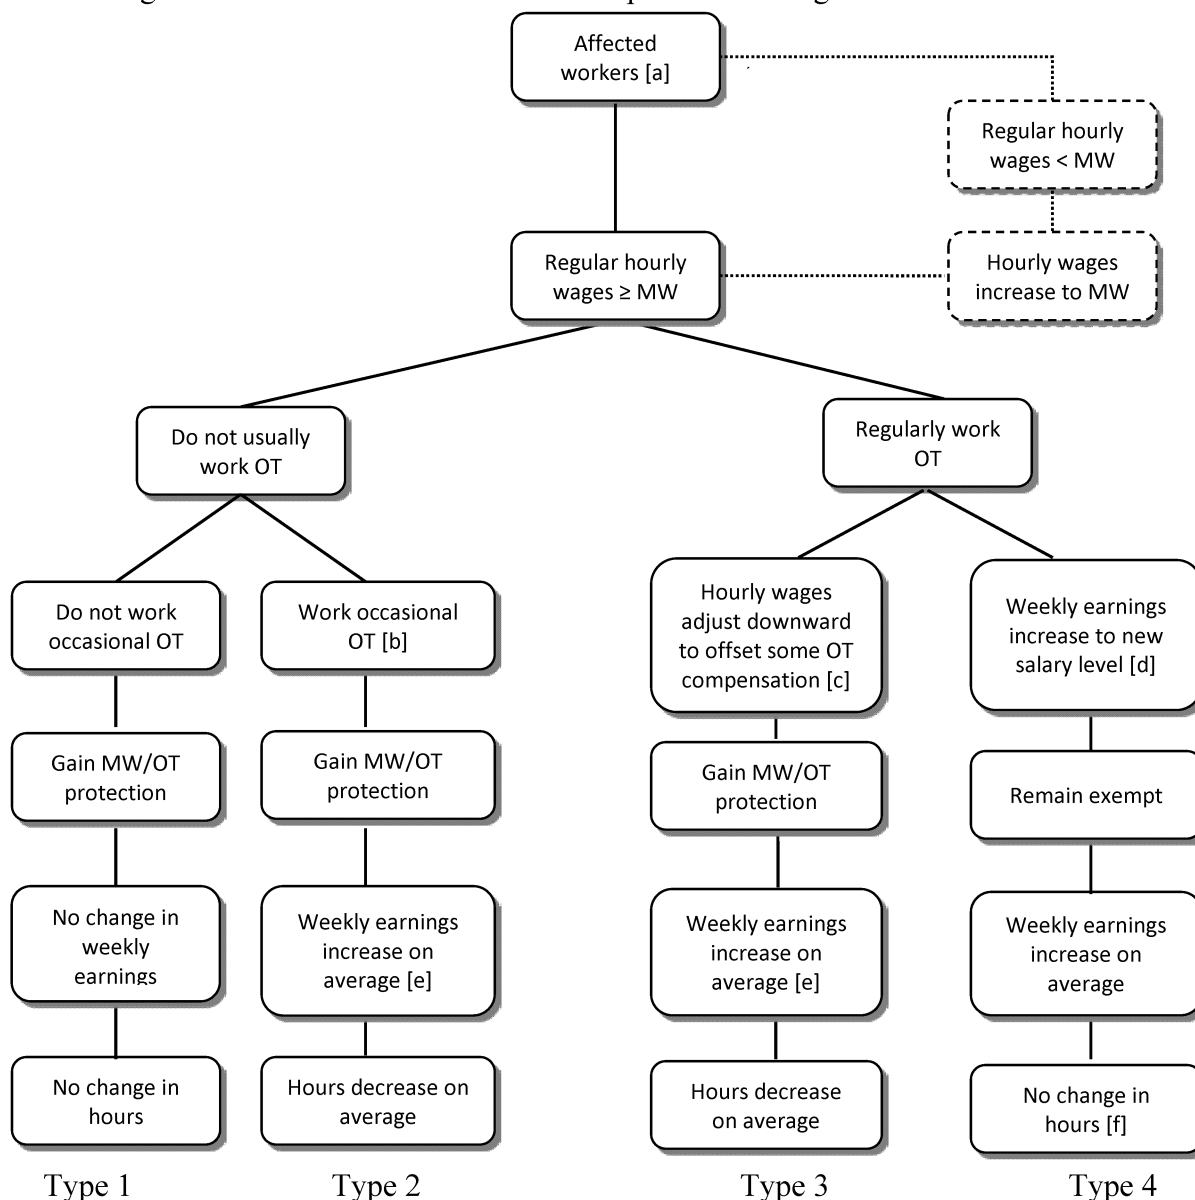 Affected
workers [a]
Regular hourly
wages < MW
Regular hourly
wages ≥ MW
Hourly wages
increase to MW
Do not usually
work OT
Regularly work
OT
Do not work
occasional OT
Work occasional
OT [b]
Hourly wages
adjust downward
to offset some OT
compensation [c]
Weekly earnings
increase to new
salary level [d]
Gain MW/OT
protection
Gain MW/OT
protection
Gain MW/OT
protection
Remain exempt
No change in
weekly
earnings
Weekly earnings
increase on
average [e]
Weekly earnings
increase on
average [e]
Weekly earnings
increase on
average
No change in
hours
Hours decrease on
average
Hours decrease
on average
No change in
hours [f]
Type 1
Type 2
Type 3
Type 4